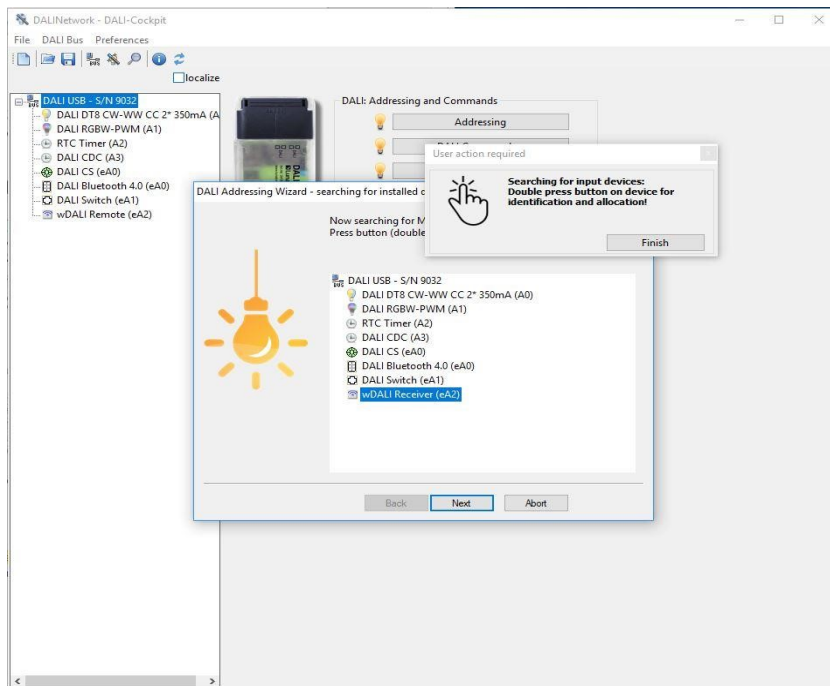 DALINetwork - DALI-Cockpit
File DALI Bus Preferences
localize
DALI USB - S/N 9032
DALI DT8 CW-WW CC 2* 350mA (A
DALI RGBW-PWM (A1)
RTC Timer (A2)
DALI CDC (A3)
DALI CS (eA0)
DALI Bluetooth 4.0 (eA0)
DALI Switch (eA1)
wDALI Remote (eA2)
DALI: Addressing and Commands
Addressing
User action required
Searching for input devices:
Double press button on device for
identification and allocation!
Finish
DALI Addressing Wizard - searching for installed d
Now searching for M
Press button (double
DALI USB - S/N 9032
DALI DT8 CW-WW CC 2* 350mA (A0)
DALI RGBW-PWM (A1)
RTC Timer (A2)
DALI CDC (A3)
DALI CS (eA0)
DALI Bluetooth 4.0 (eA0)
DALI Switch (eA1)
wDALI Receiver (eA2)
Back Next Abort